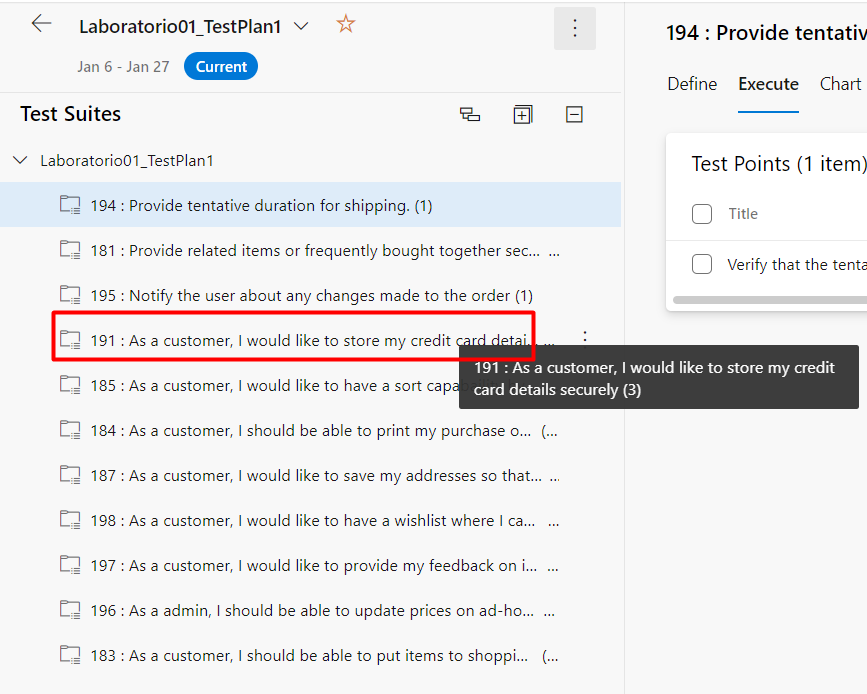 Laboratorio01_TestPlan1
Jan 6 - Jan 27 Current
Test Suites
Laboratorio01_TestPlan1
194 : Provide tentative duration for shipping. (1)
181 : Provide related items or frequently bought together sec... ...
195 : Notify the user about any changes made to the order (1)
191 : As a customer, I would like to store my credit card detai... ...
191 : As a customer, I would like to store my credit
card details securely (3)
185 : As a customer, I would like to have a sort capab
184 : As a customer, I should be able to print my purchase o... (...
187 : As a customer, I would like to save my addresses so that... ...
198 : As a customer, I would like to have a wishlist where I ca... ...
197 : As a customer, I would like to provide my feedback on i... ...
196 : As a admin, I should be able to update prices on ad-ho... ...
183 : As a customer, I should be able to put items to shoppi... (...
194 : Provide tentativ
Define Execute Chart
Test Points (1 item)
Title
Verify that the tenta